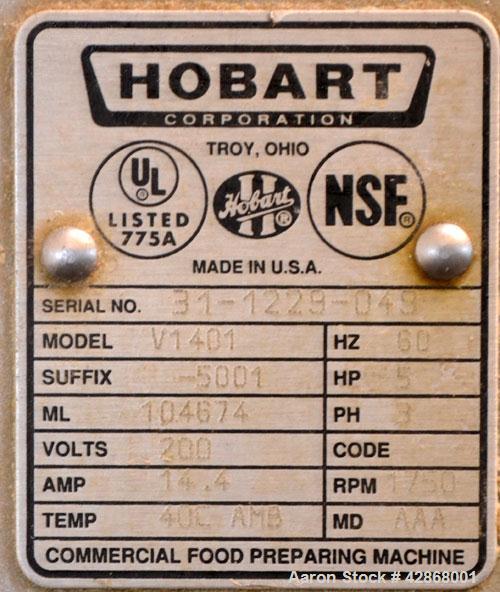 HOBART
CORPORATION
TROY, OHIO
UL
®
LISTED
775A
H
Hobart
®
NSF®
MADE IN U.S.A.
SERIAL NO. 31-1229-049
MODEL V1401 HZ 60
SUFFIX -5001 HP 5
ML 104674 PH 3
VOLTS 200 CODE
AMP 14.4 RPM 1750
TEMP 40C AMB MD AAA
COMMERCIAL FOOD PREPARING MACHINE
Aaron Stock # 42868001